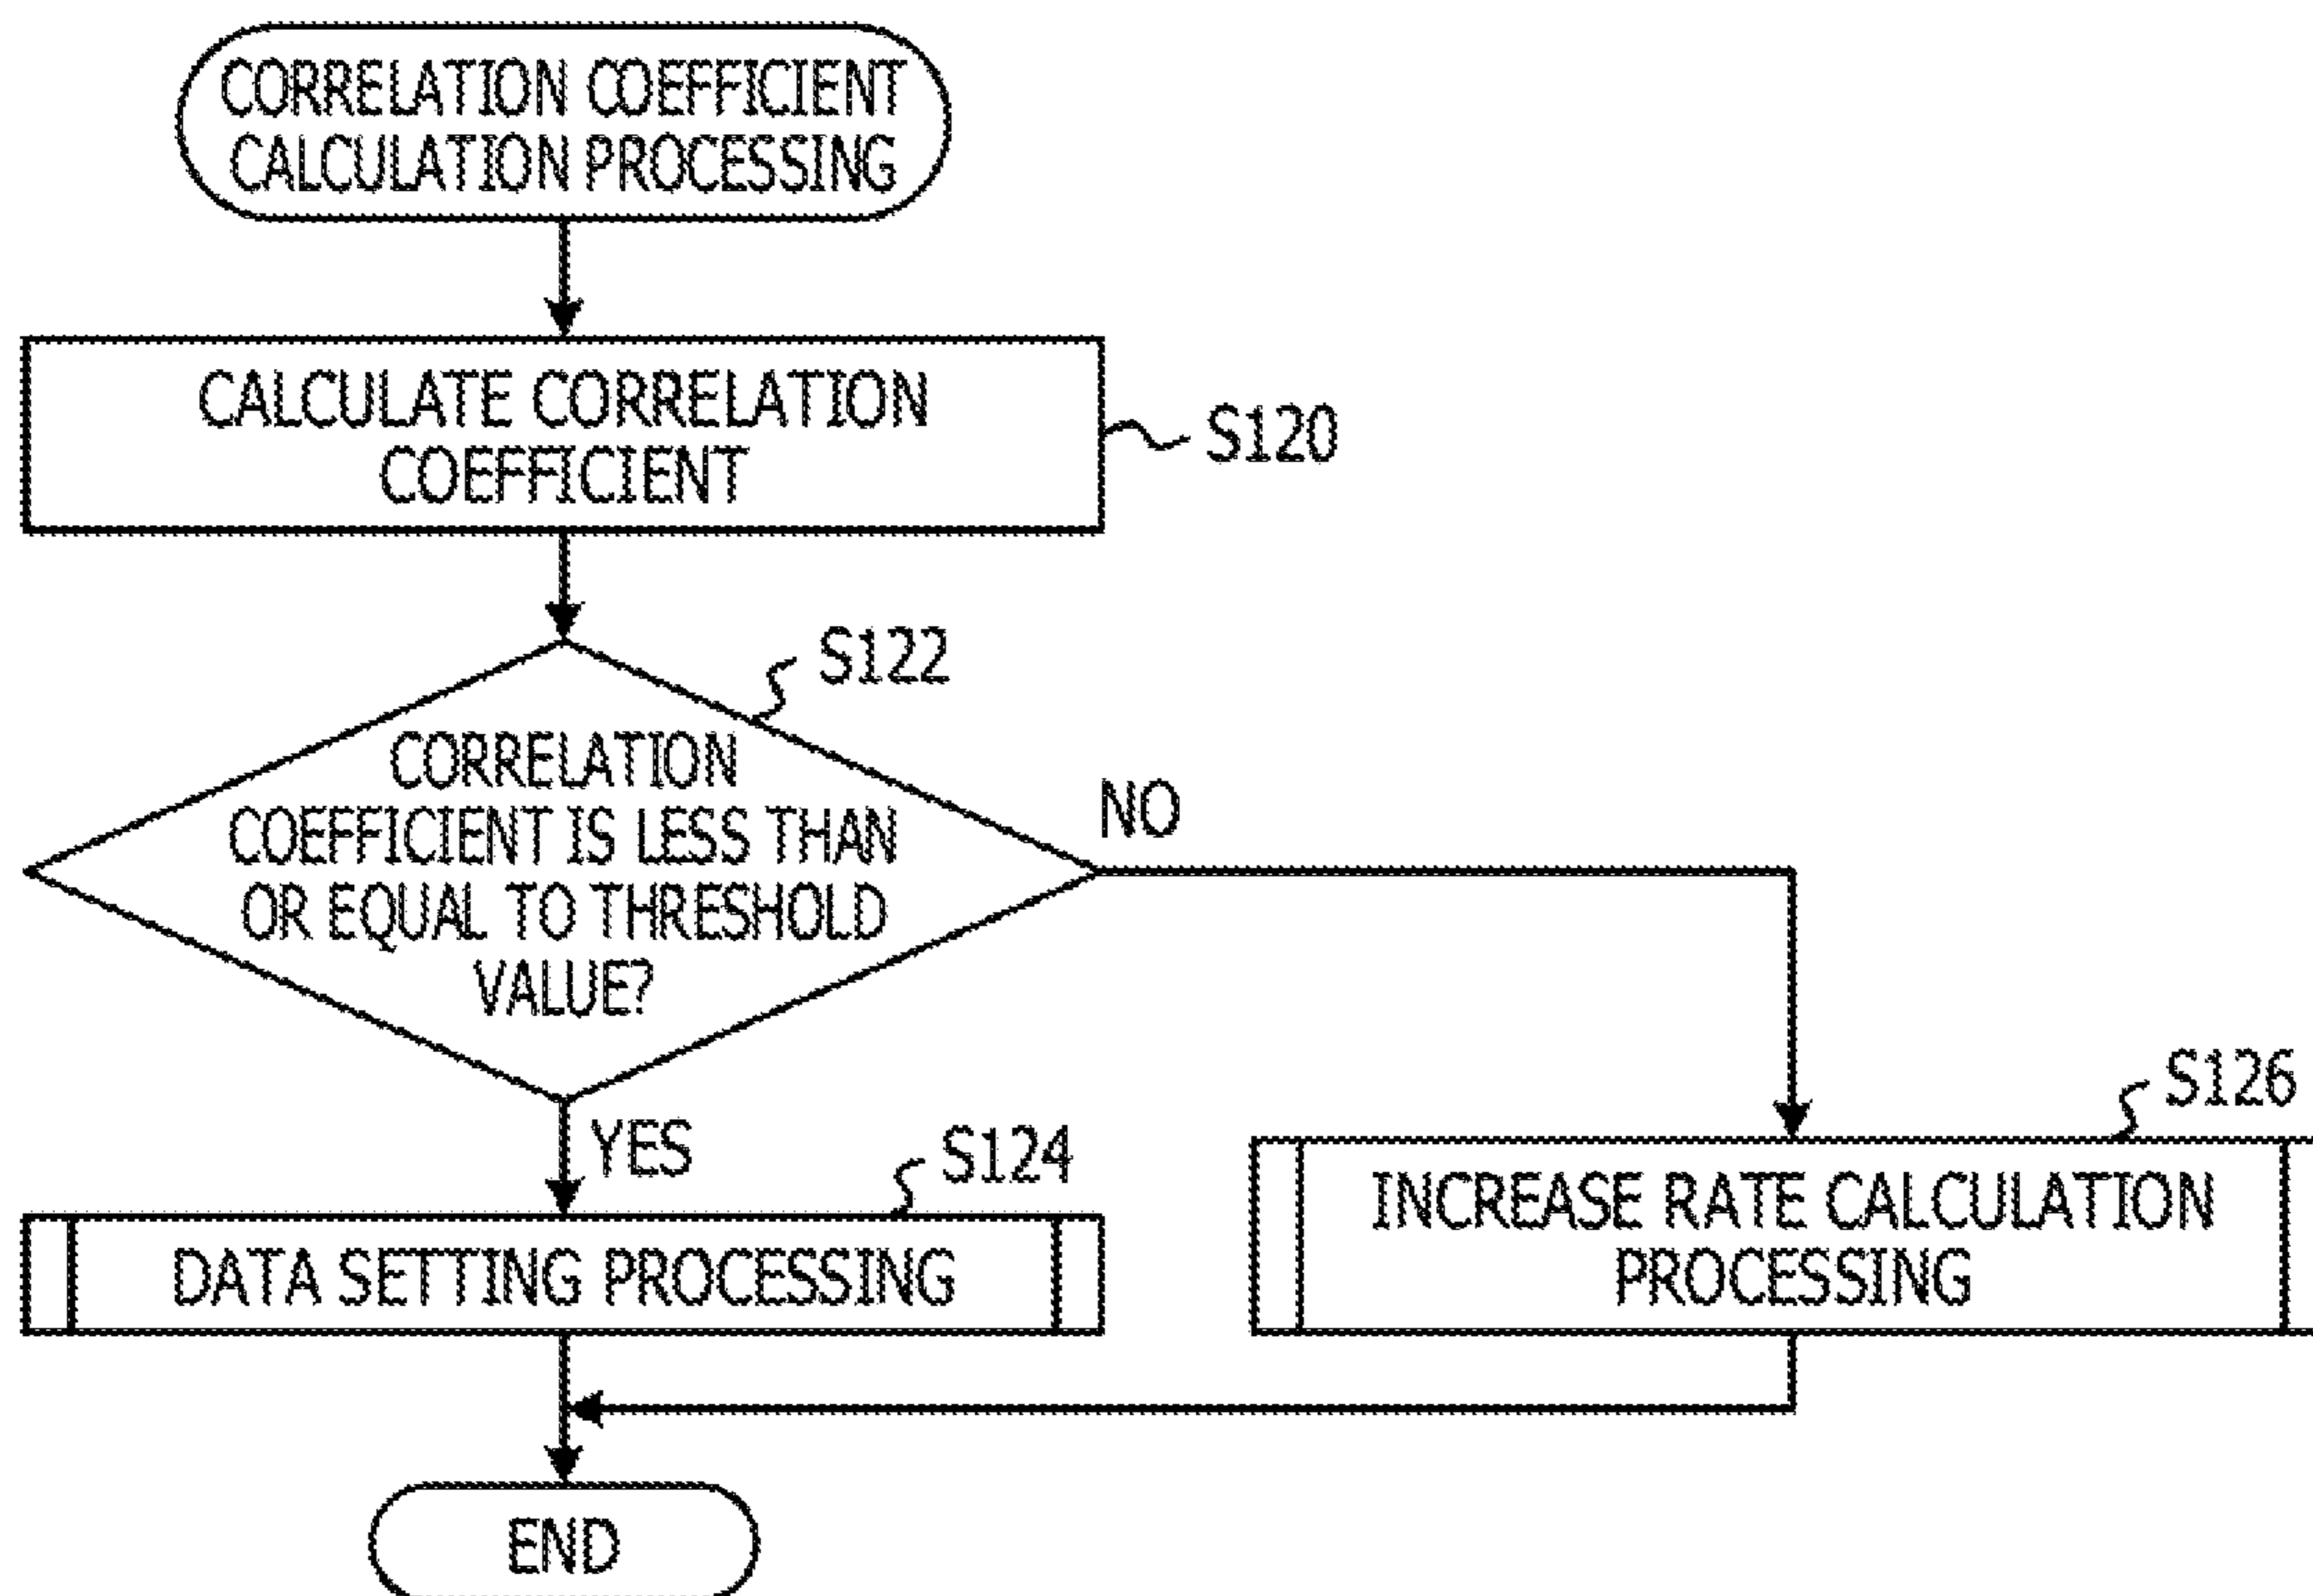 CORRELATION COEFFICIENT
CALCULATION PROCESSING
CALCULATE CORRELATION
COEFFICIENT
S120
S122
CORRELATION
COEFFICIENT IS LESS THAN
OR EQUAL TO THRESHOLD
VALUE?
NO
YES
S124
DATA SETTING PROCESSING
S126
INCREASE RATE CALCULATION
PROCESSING
END